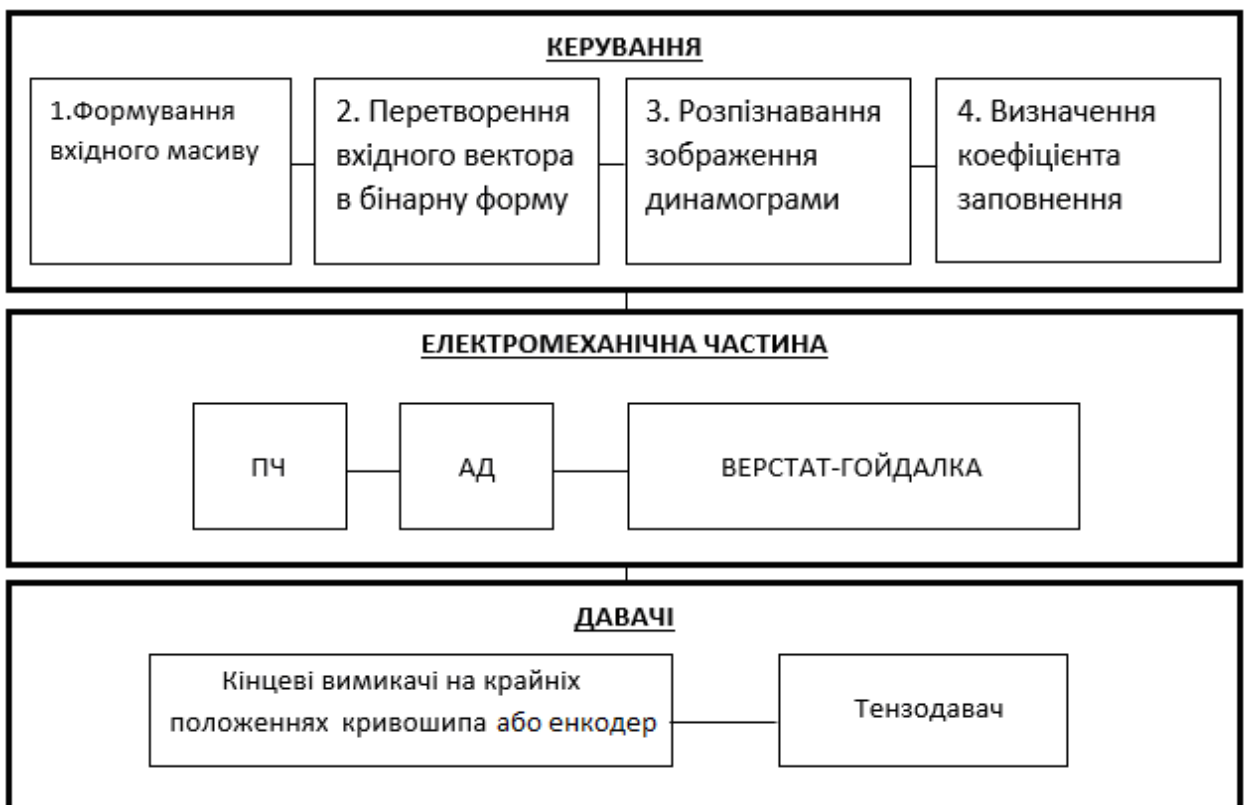 КЕРУВАННЯ
1.Формування
вхідного масиву
2. Перетворення
вхідного вектора
в бінарну форму
3. Розпізнавання
зображення
динамограми
4. Визначення
коефіцієнта
заповнення
ЕЛЕКТРОМЕХАНІЧНА ЧАСТИНА
ПЧ
АД
ВЕРСТАТ-ГОЙДАЛКА
ДАВАЧІ
Кінцеві вимикачі на крайніх
положеннях кривошипа або енкодер
Тензодавач